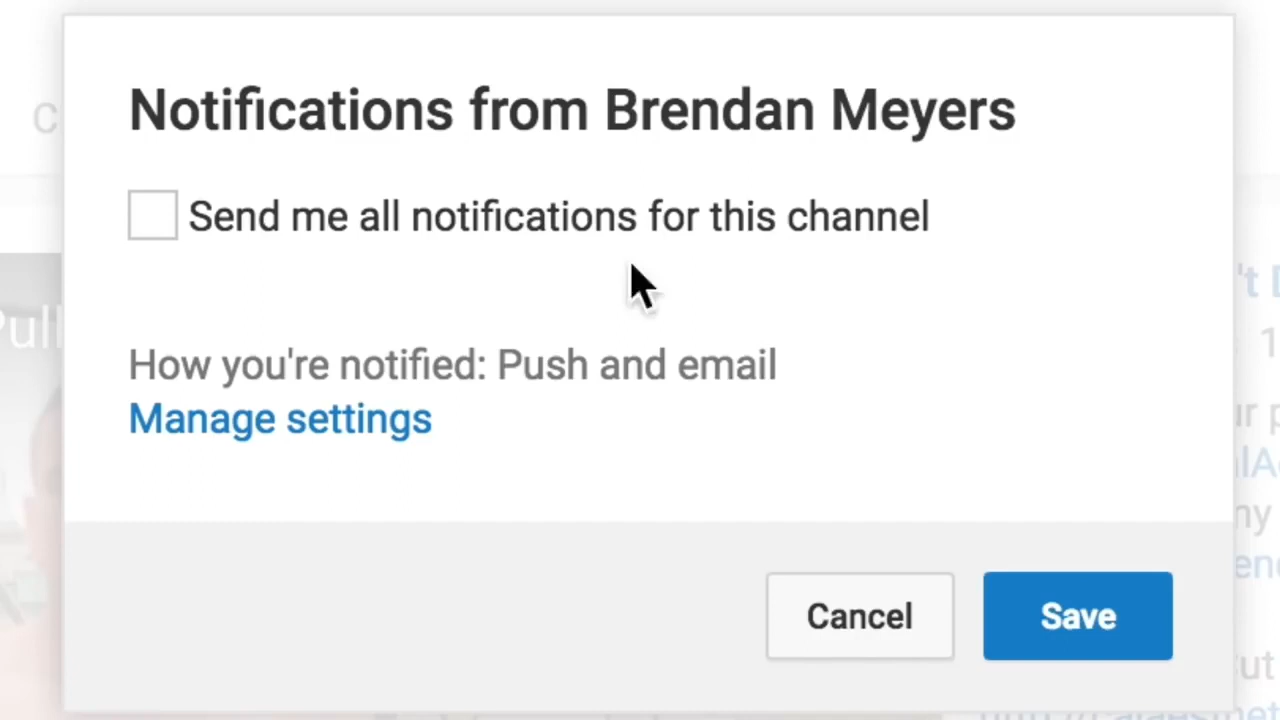 Notifications from Brendan Meyers
Send me all notifications for this channel
How you're notified: Push and email
Manage settings
Cancel
Save